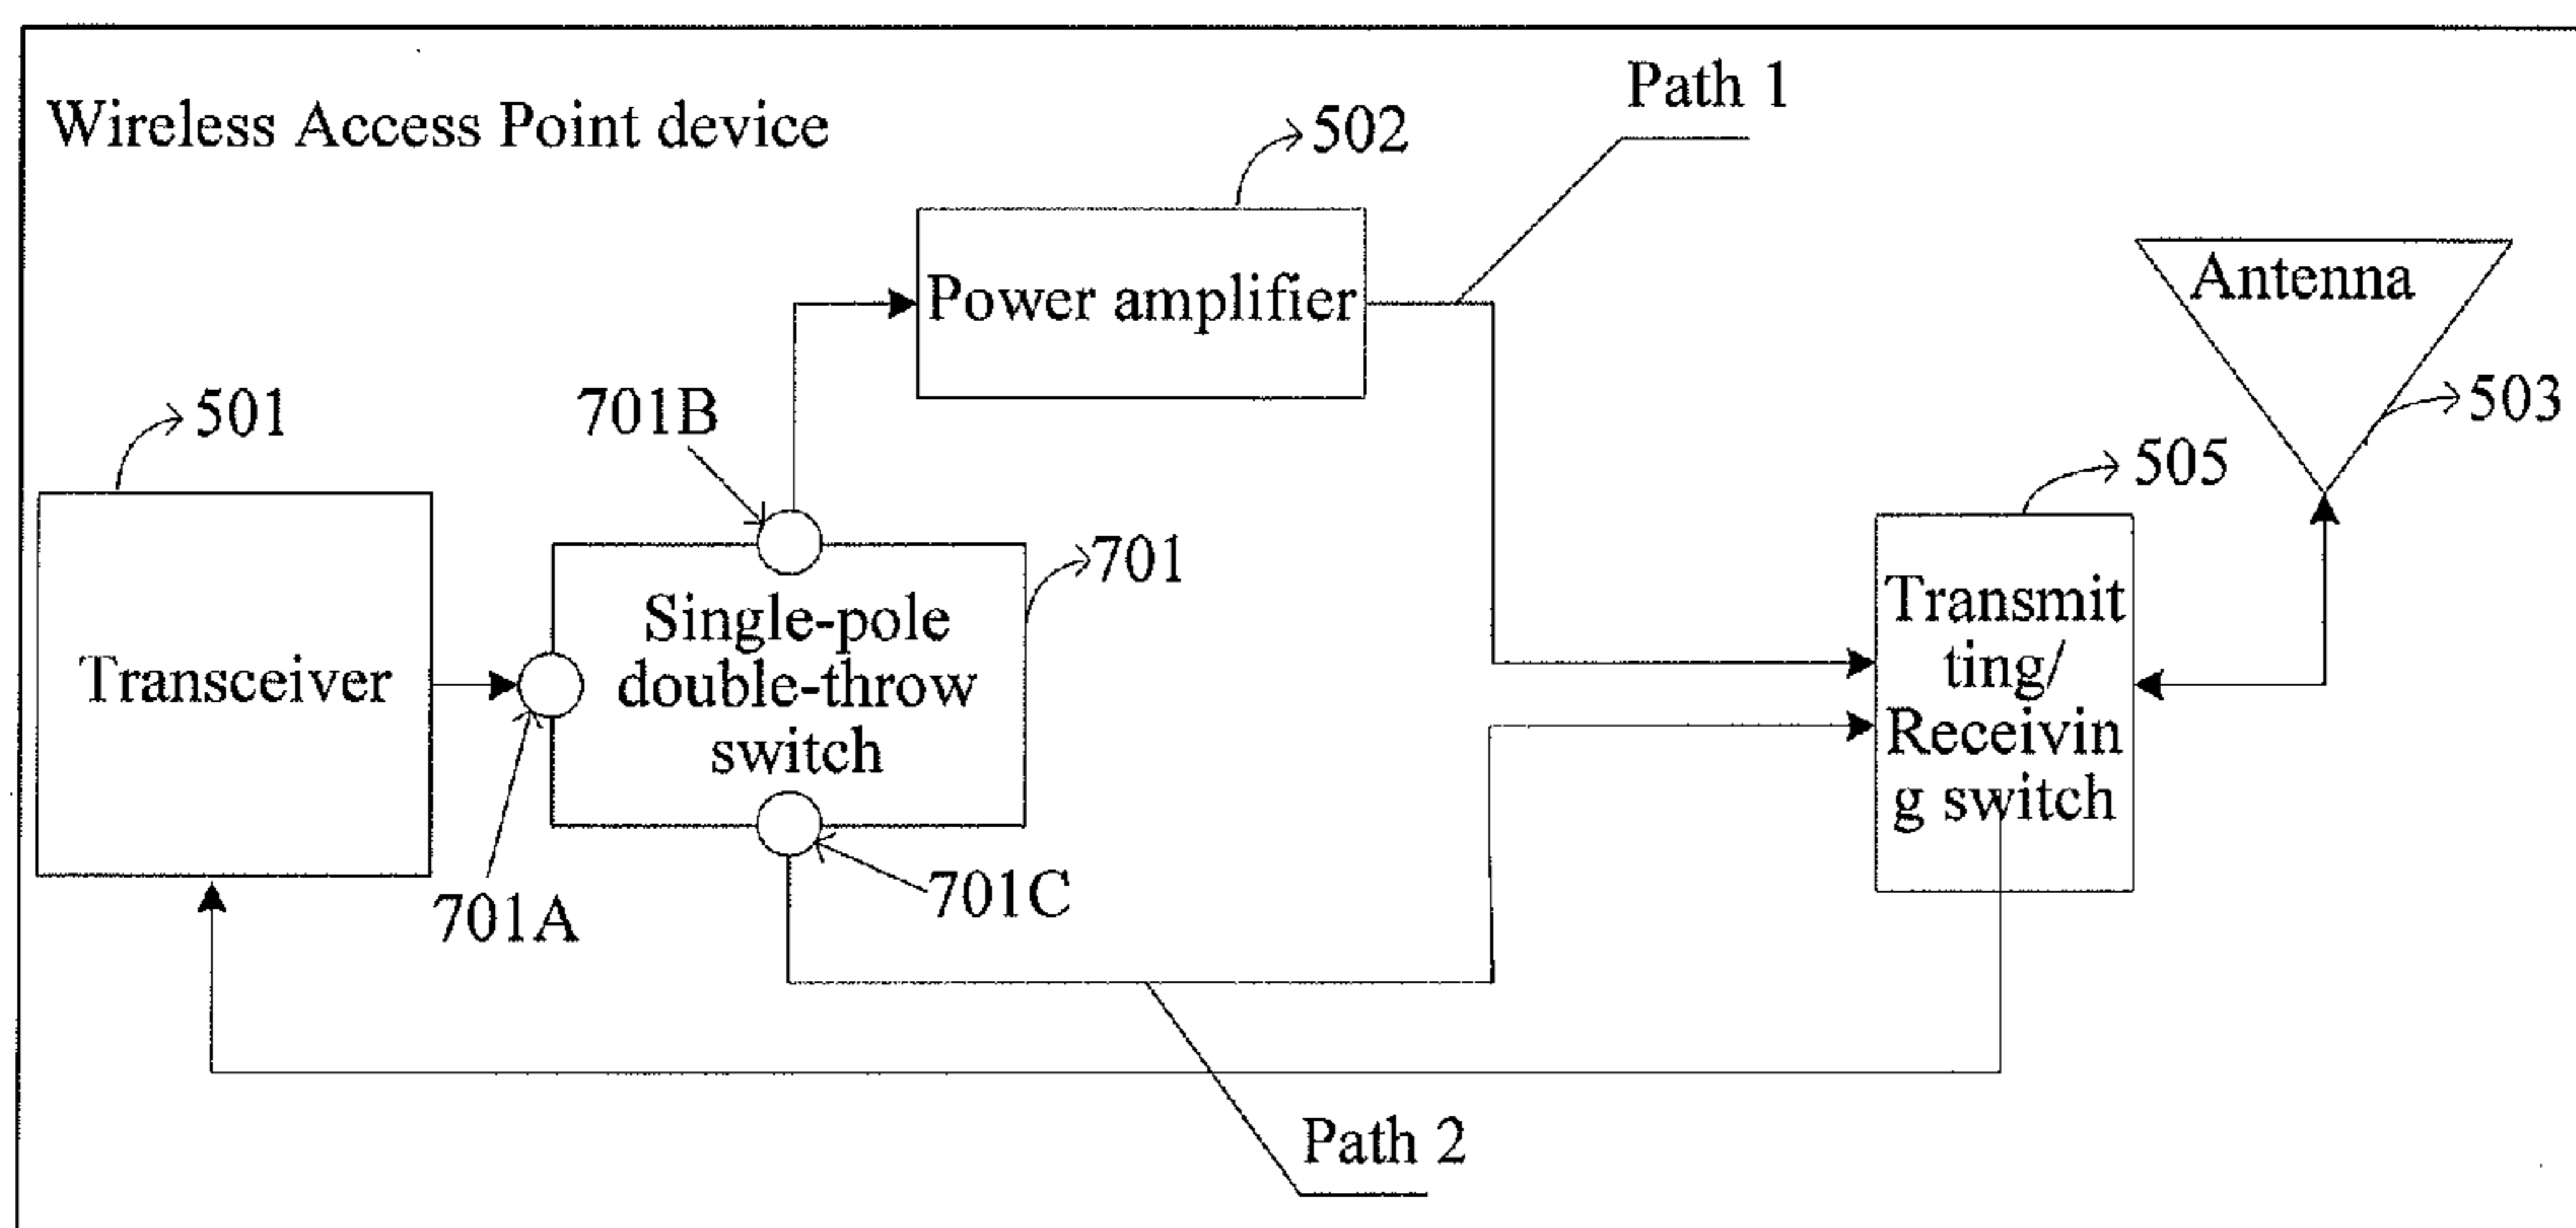 Wireless Access Point device
Path 1
502
Power amplifier
Antenna
503
501
701B
505
701
Transceiver
Single-pole
double-throw
switch
Transmit
ting/
Receivin
g switch
701A
701C
Path 2